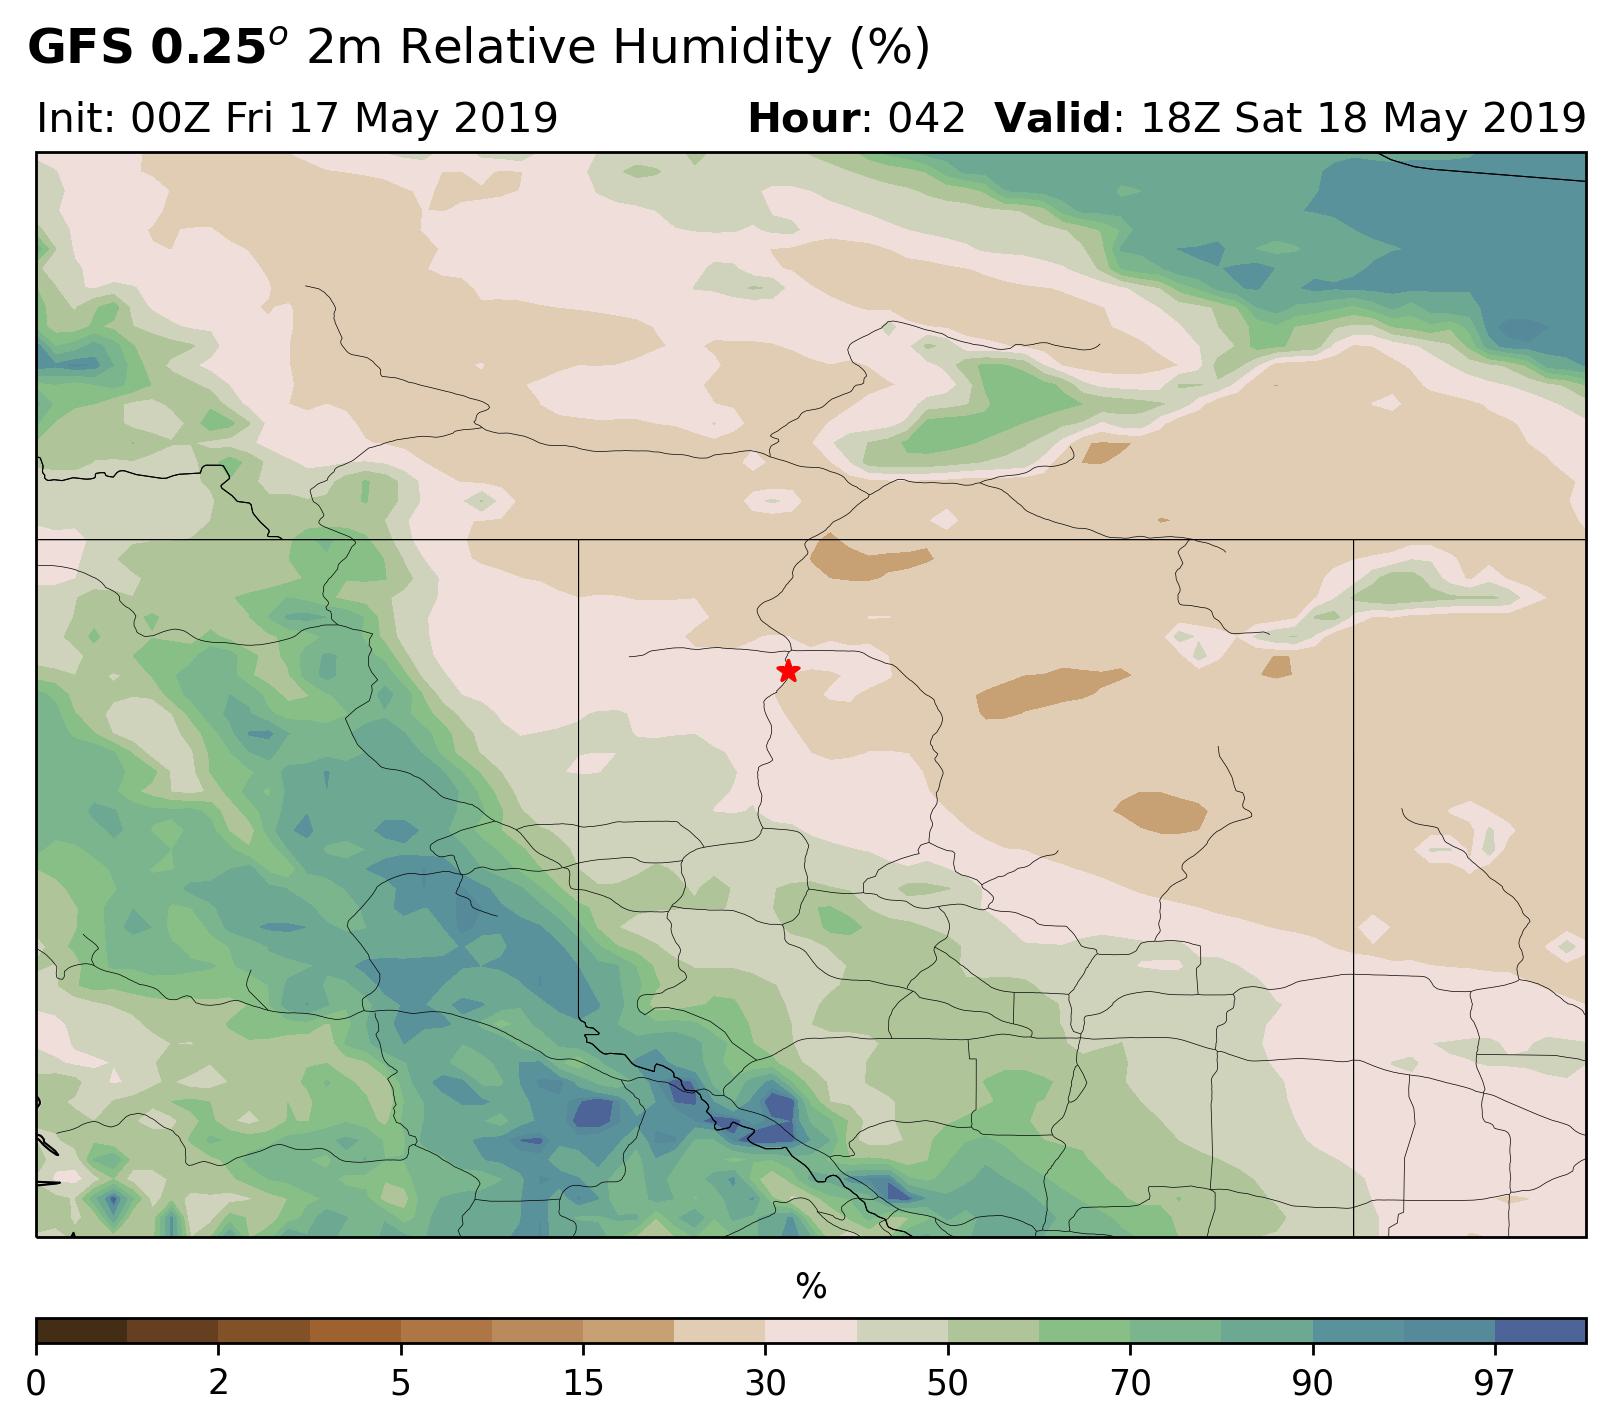 GFS 0.25° 2m Relative Humidity (%)
Init: 00Z Fri 17 May 2019 Hour: 042 Valid: 18Z Sat 18 May 2019
%
0 2 5 15 30 50 70 90 97